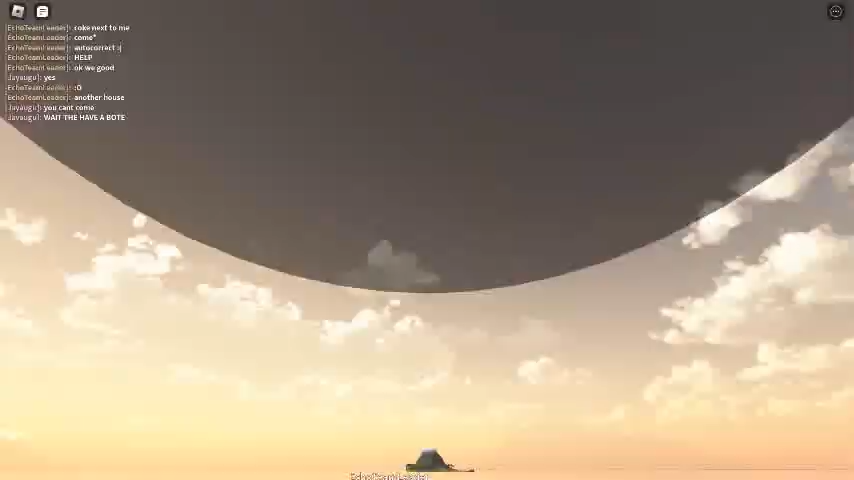 [EchoTeamLeader]: coke next to me
[EchoTeamLeader]: come*
[EchoTeamLeader]: autocorrect :(
[EchoTeamLeader]: HELP
[EchoTeamLeader]: ok we good
[Jayaugu]: yes
[EchoTeamLeader]: :O
[EchoTeamLeader]: another house
[Jayaugu]: you cant come
[Jayaugu]: WAIT THE HAVE A BOTE
EchoTeamLeader